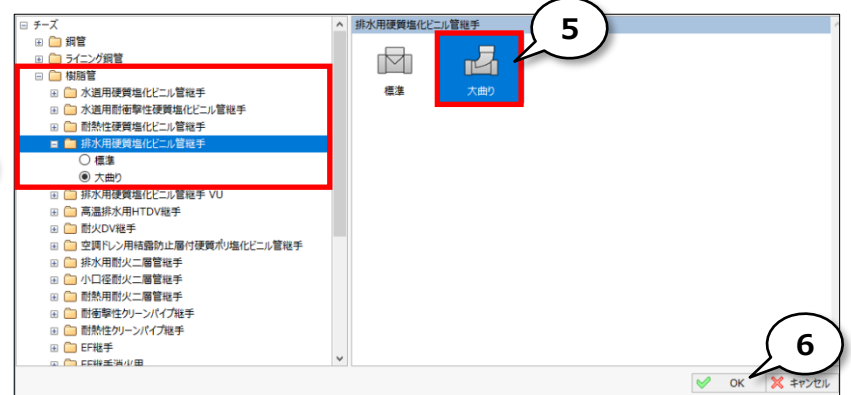 チーズ
鋼管
ライニング鋼管
樹脂管
水道用硬質塩化ビニル管継手
水道用耐衝撃性硬質塩化ビニル管継手
耐熱性硬質塩化ビニル管継手
排水用硬質塩化ビニル管継手
標準
大曲り
排水用硬質塩化ビニル管継手 VU
高温排水用HTDV継手
耐火DV継手
空調ドレン用結露防止層付硬質ポリ塩化ビニル管継手
排水用耐火二層管継手
小口径耐火二層管継手
耐熱用耐火二層管継手
耐衝撃性クリーンパイプ継手
耐熱性クリーンパイプ継手
EF継手
EF継手消火用
排水用硬質塩化ビニル管継手
標準
大曲り
5
6
OK
キャンセル